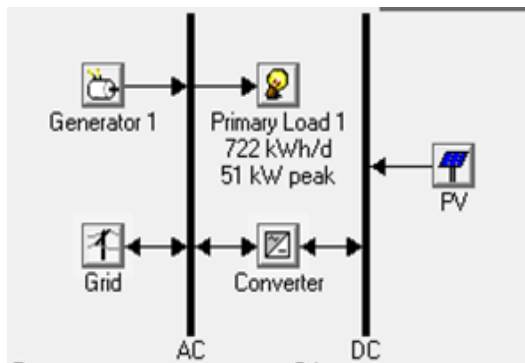 Generator 1
Primary Load 1
722 kWh/d
51 kW peak
PV
Grid
Converter
AC
DC